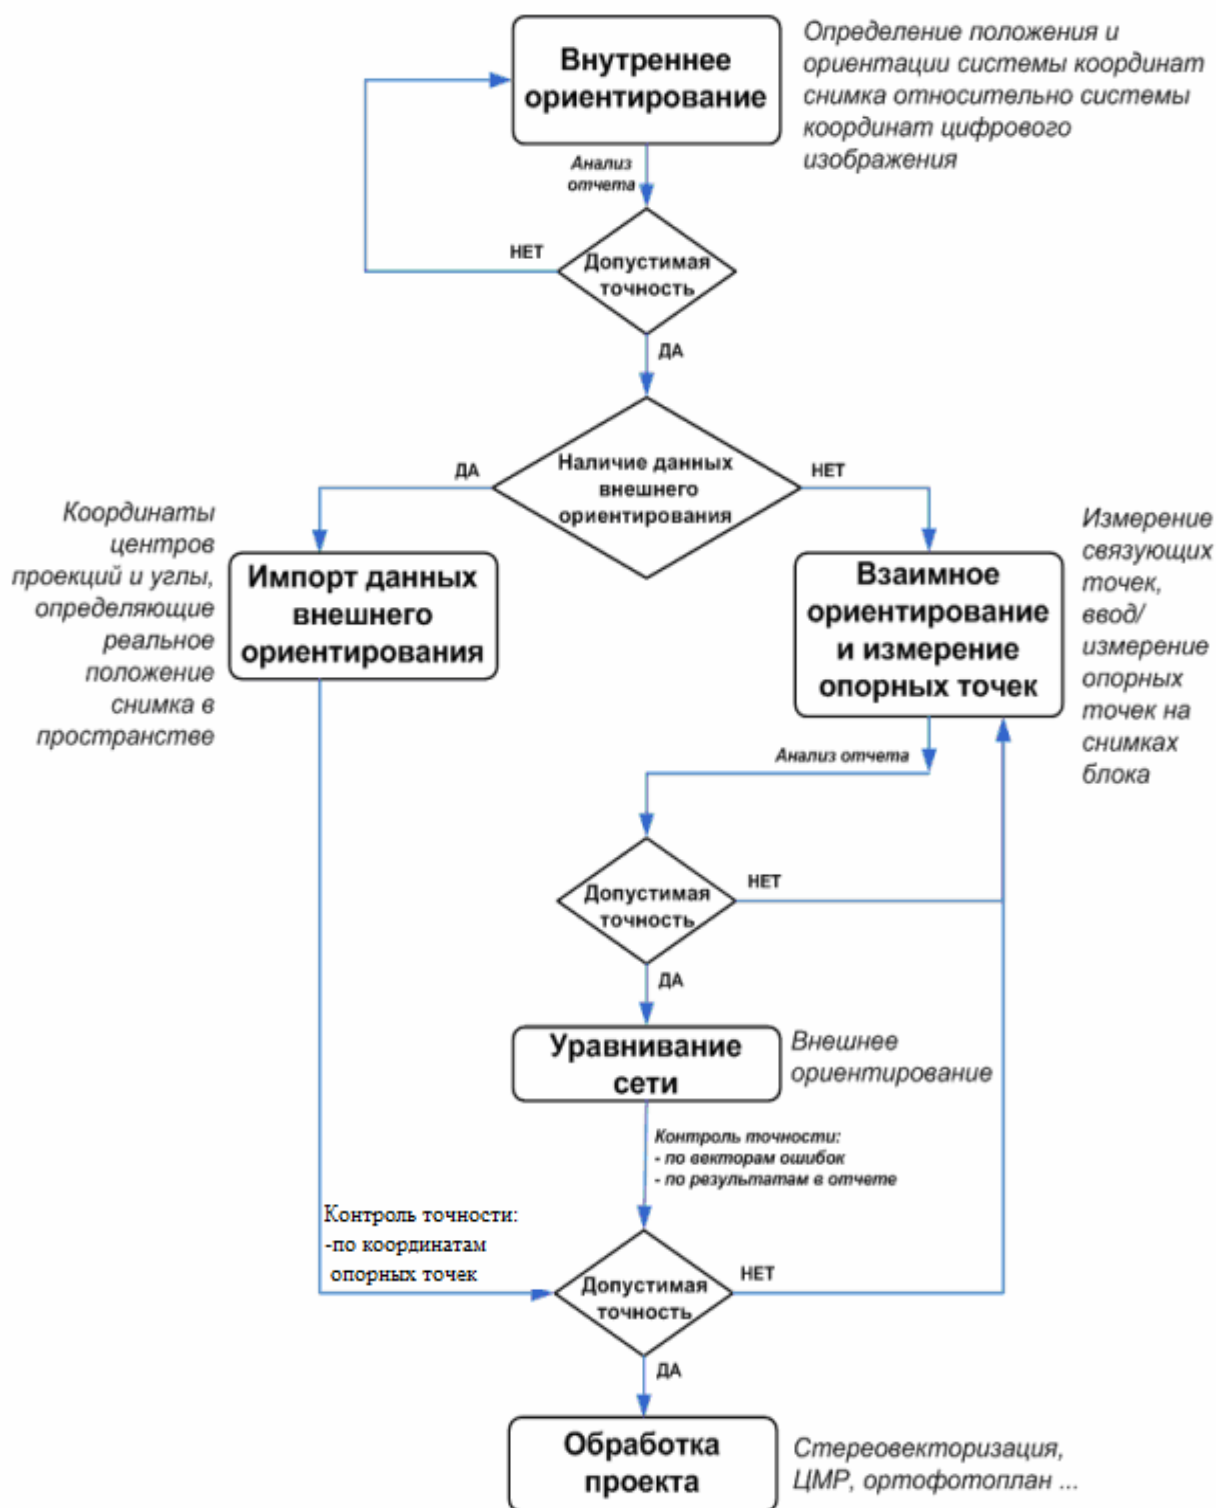 Внутреннее
ориентирование
Определение положения и
ориентации системы координат
снимка относительно системы
координат цифрового
изображения
Анализ
отчета
НЕТ
Допустимая
точность
ДА
Наличие данных
внешнего
ориентирования
ДА
НЕТ
Координаты
центров
проекций и углы,
определяющие
реальное
положение
снимка в
пространстве
Импорт данных
внешнего
ориентирования
Взаимное
ориентирование
и измерение
опорных точек
Измерение
связующих
точек,
ввод/
измерение
опорных
точек на
снимках
блока
Анализ отчета
Допустимая
точность
НЕТ
ДА
Уравнивание
сети
Внешнее
ориентирование
Контроль точности:
- по векторам ошибок
- по результатам в отчете
Контроль точности:
-по координатам
опорных точек
Допустимая
точность
НЕТ
ДА
Обработка
проекта
Стереовекторизация,
ЦМР, ортофотоплан ...